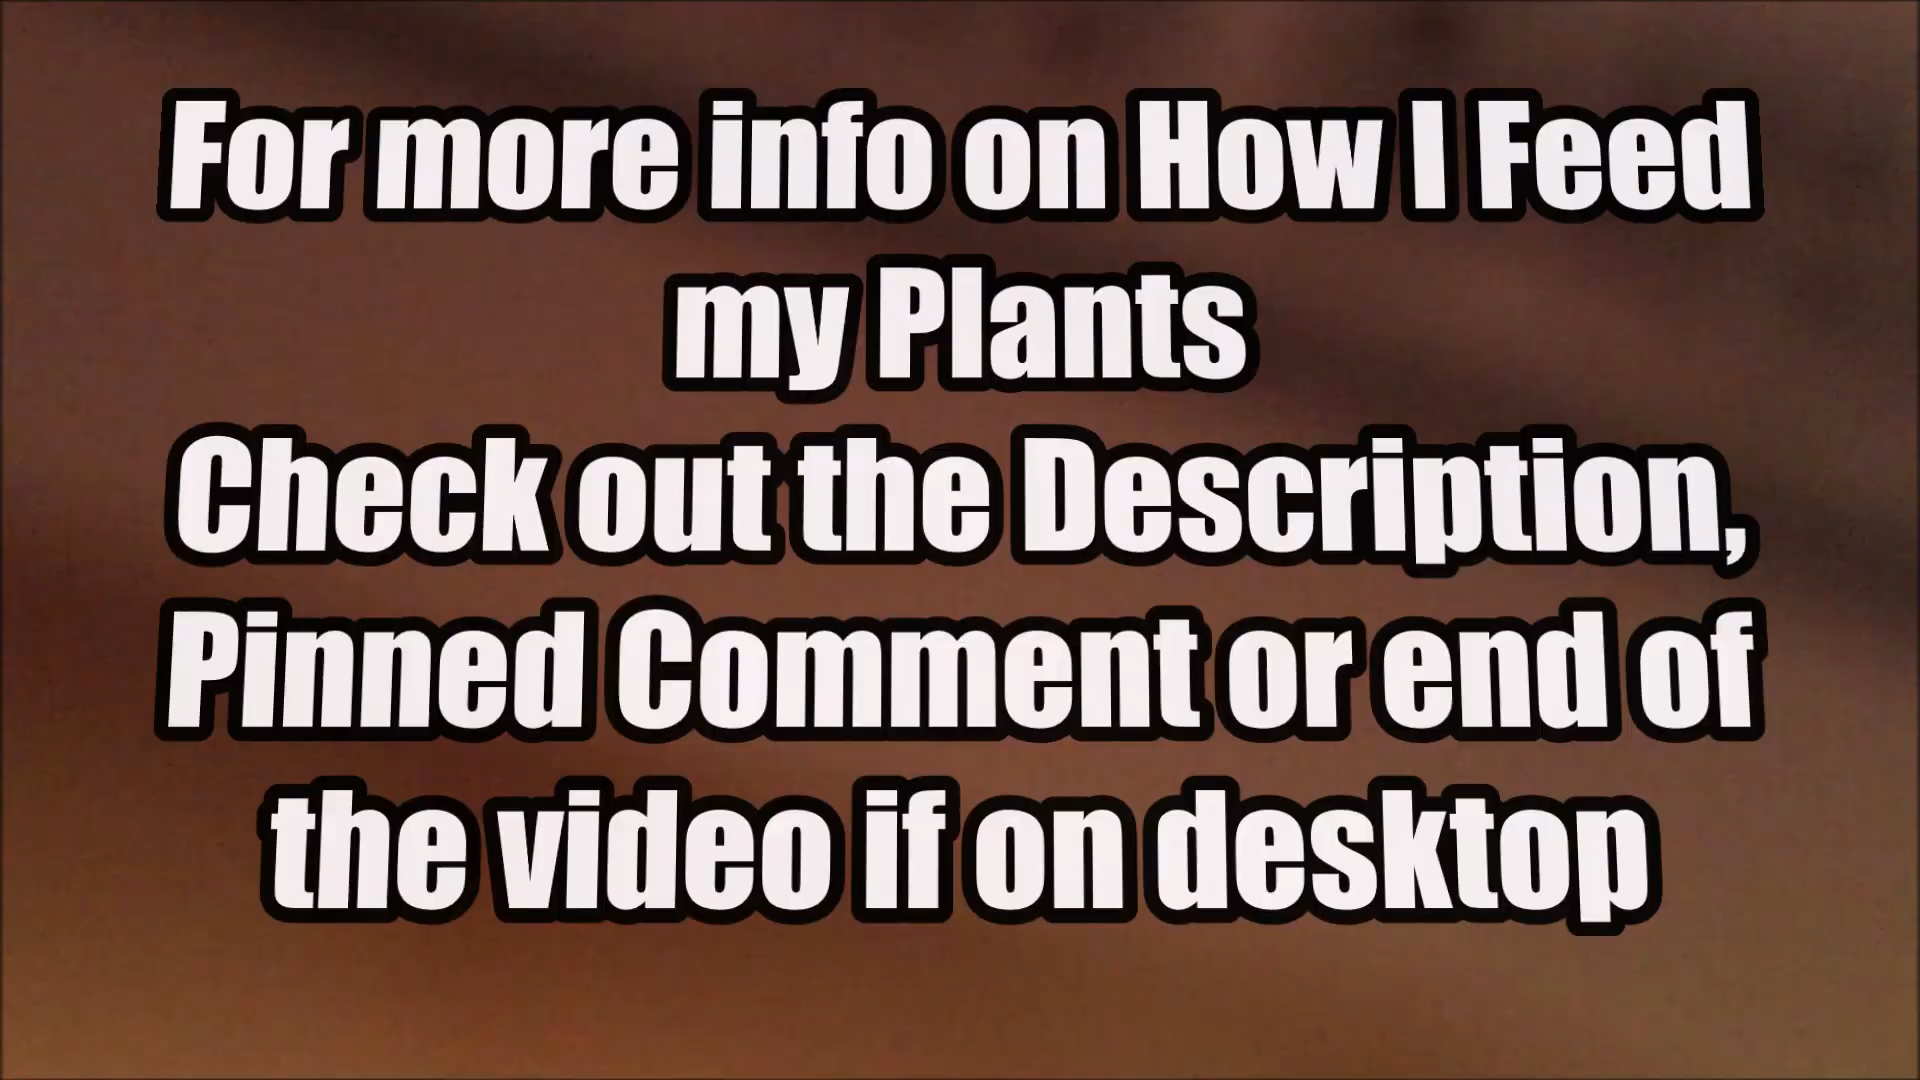 For more info on How I Feed
my Plants
Check out the Description,
Pinned Comment or end of
the video if on desktop